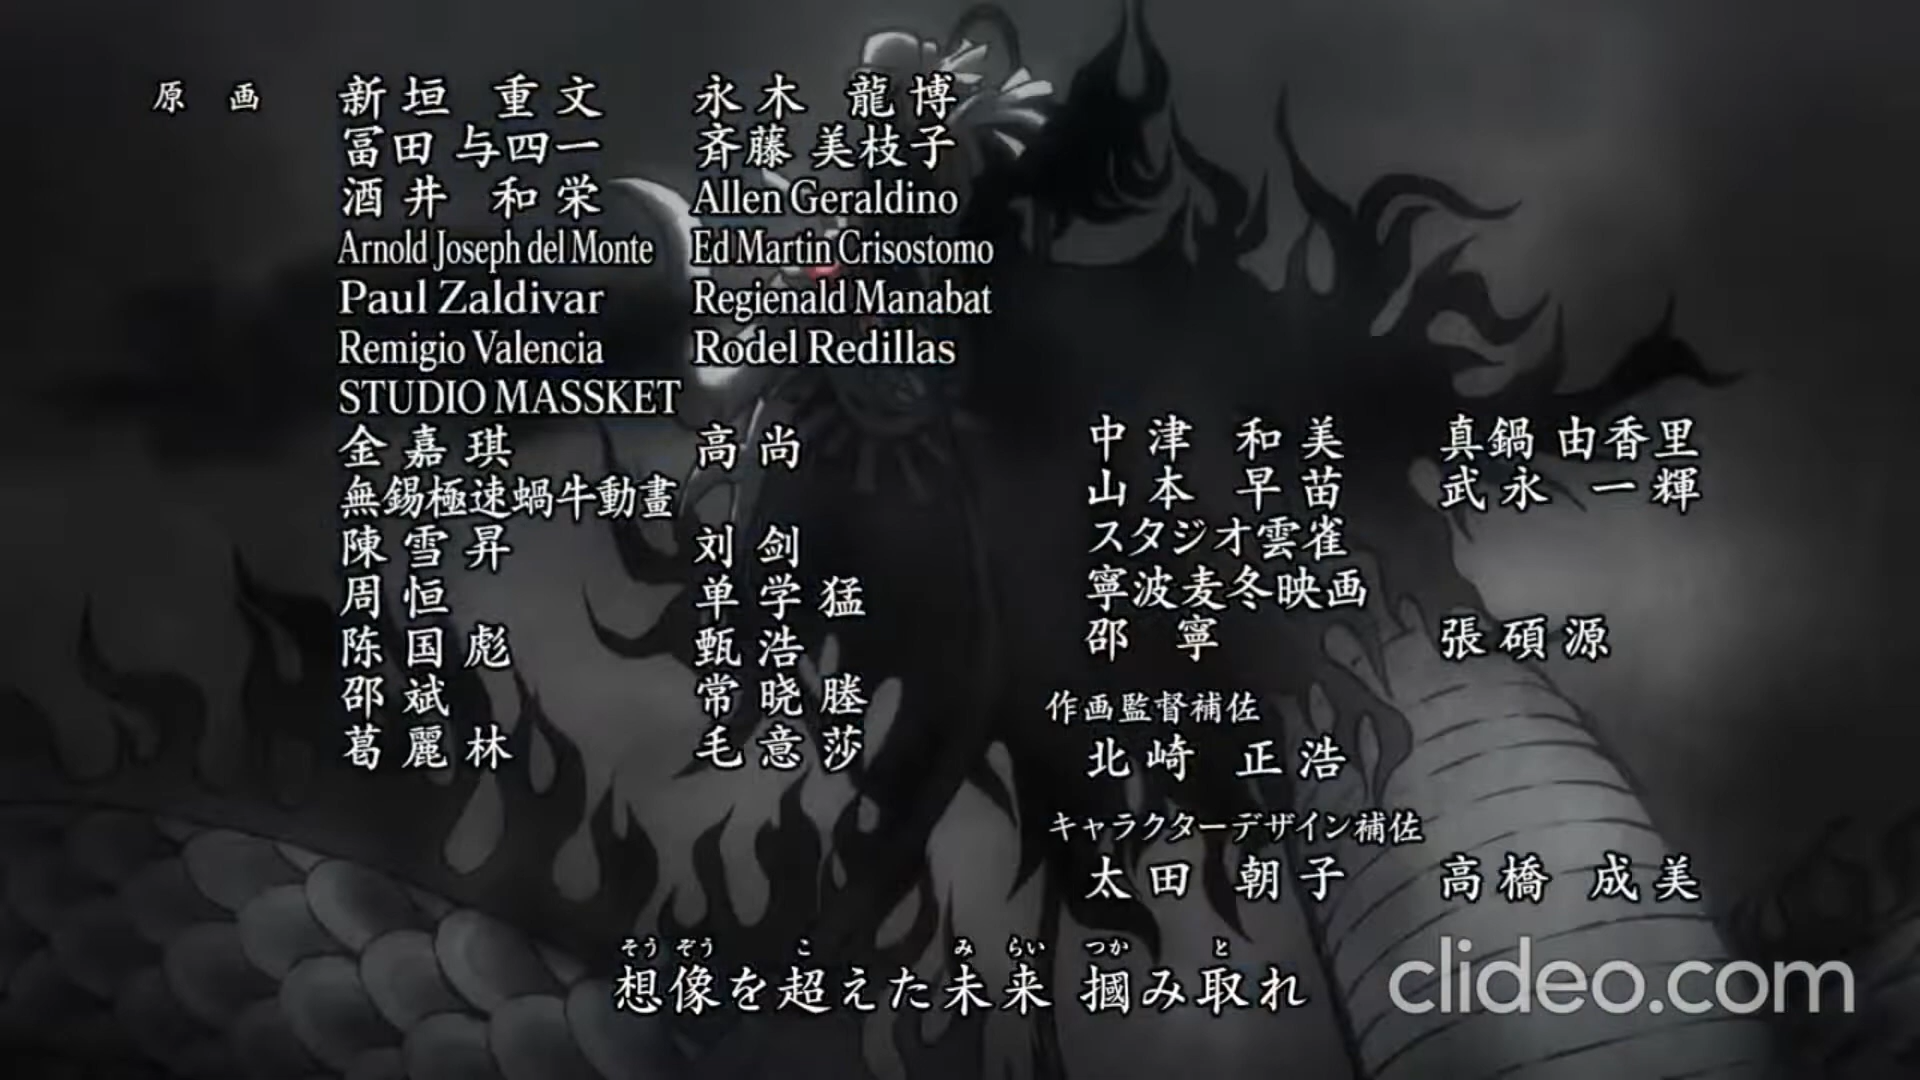 原画 新垣 重文 永木 龍博
冨田 与四一 斉藤 美枝子
酒井 和栄 Allen Geraldino
Arnold Joseph del Monte Ed Martin Crisostomo
Paul Zaldivar Regienald Manabat
Remigio Valencia Rodel Redillas
STUDIO MASSKET
金嘉琪 高尚
無錫極速蝸牛動畫
陳雪昇 刘剑
周恒 单学猛
陈国彪 甄浩
邵斌 常晓塍
葛麗林 毛意莎
中津 和美 真鍋 由香里
山本 早苗 武永 一輝
スタジオ雲雀
寧波麦冬映画
邵寧 張碩源
作画監督補佐
北崎 正浩
キャラクターデザイン補佐
太田 朝子 高橋 成美
そうぞう こ みらい つか と
想像を超えた未来 掴み取れ
clideo.com